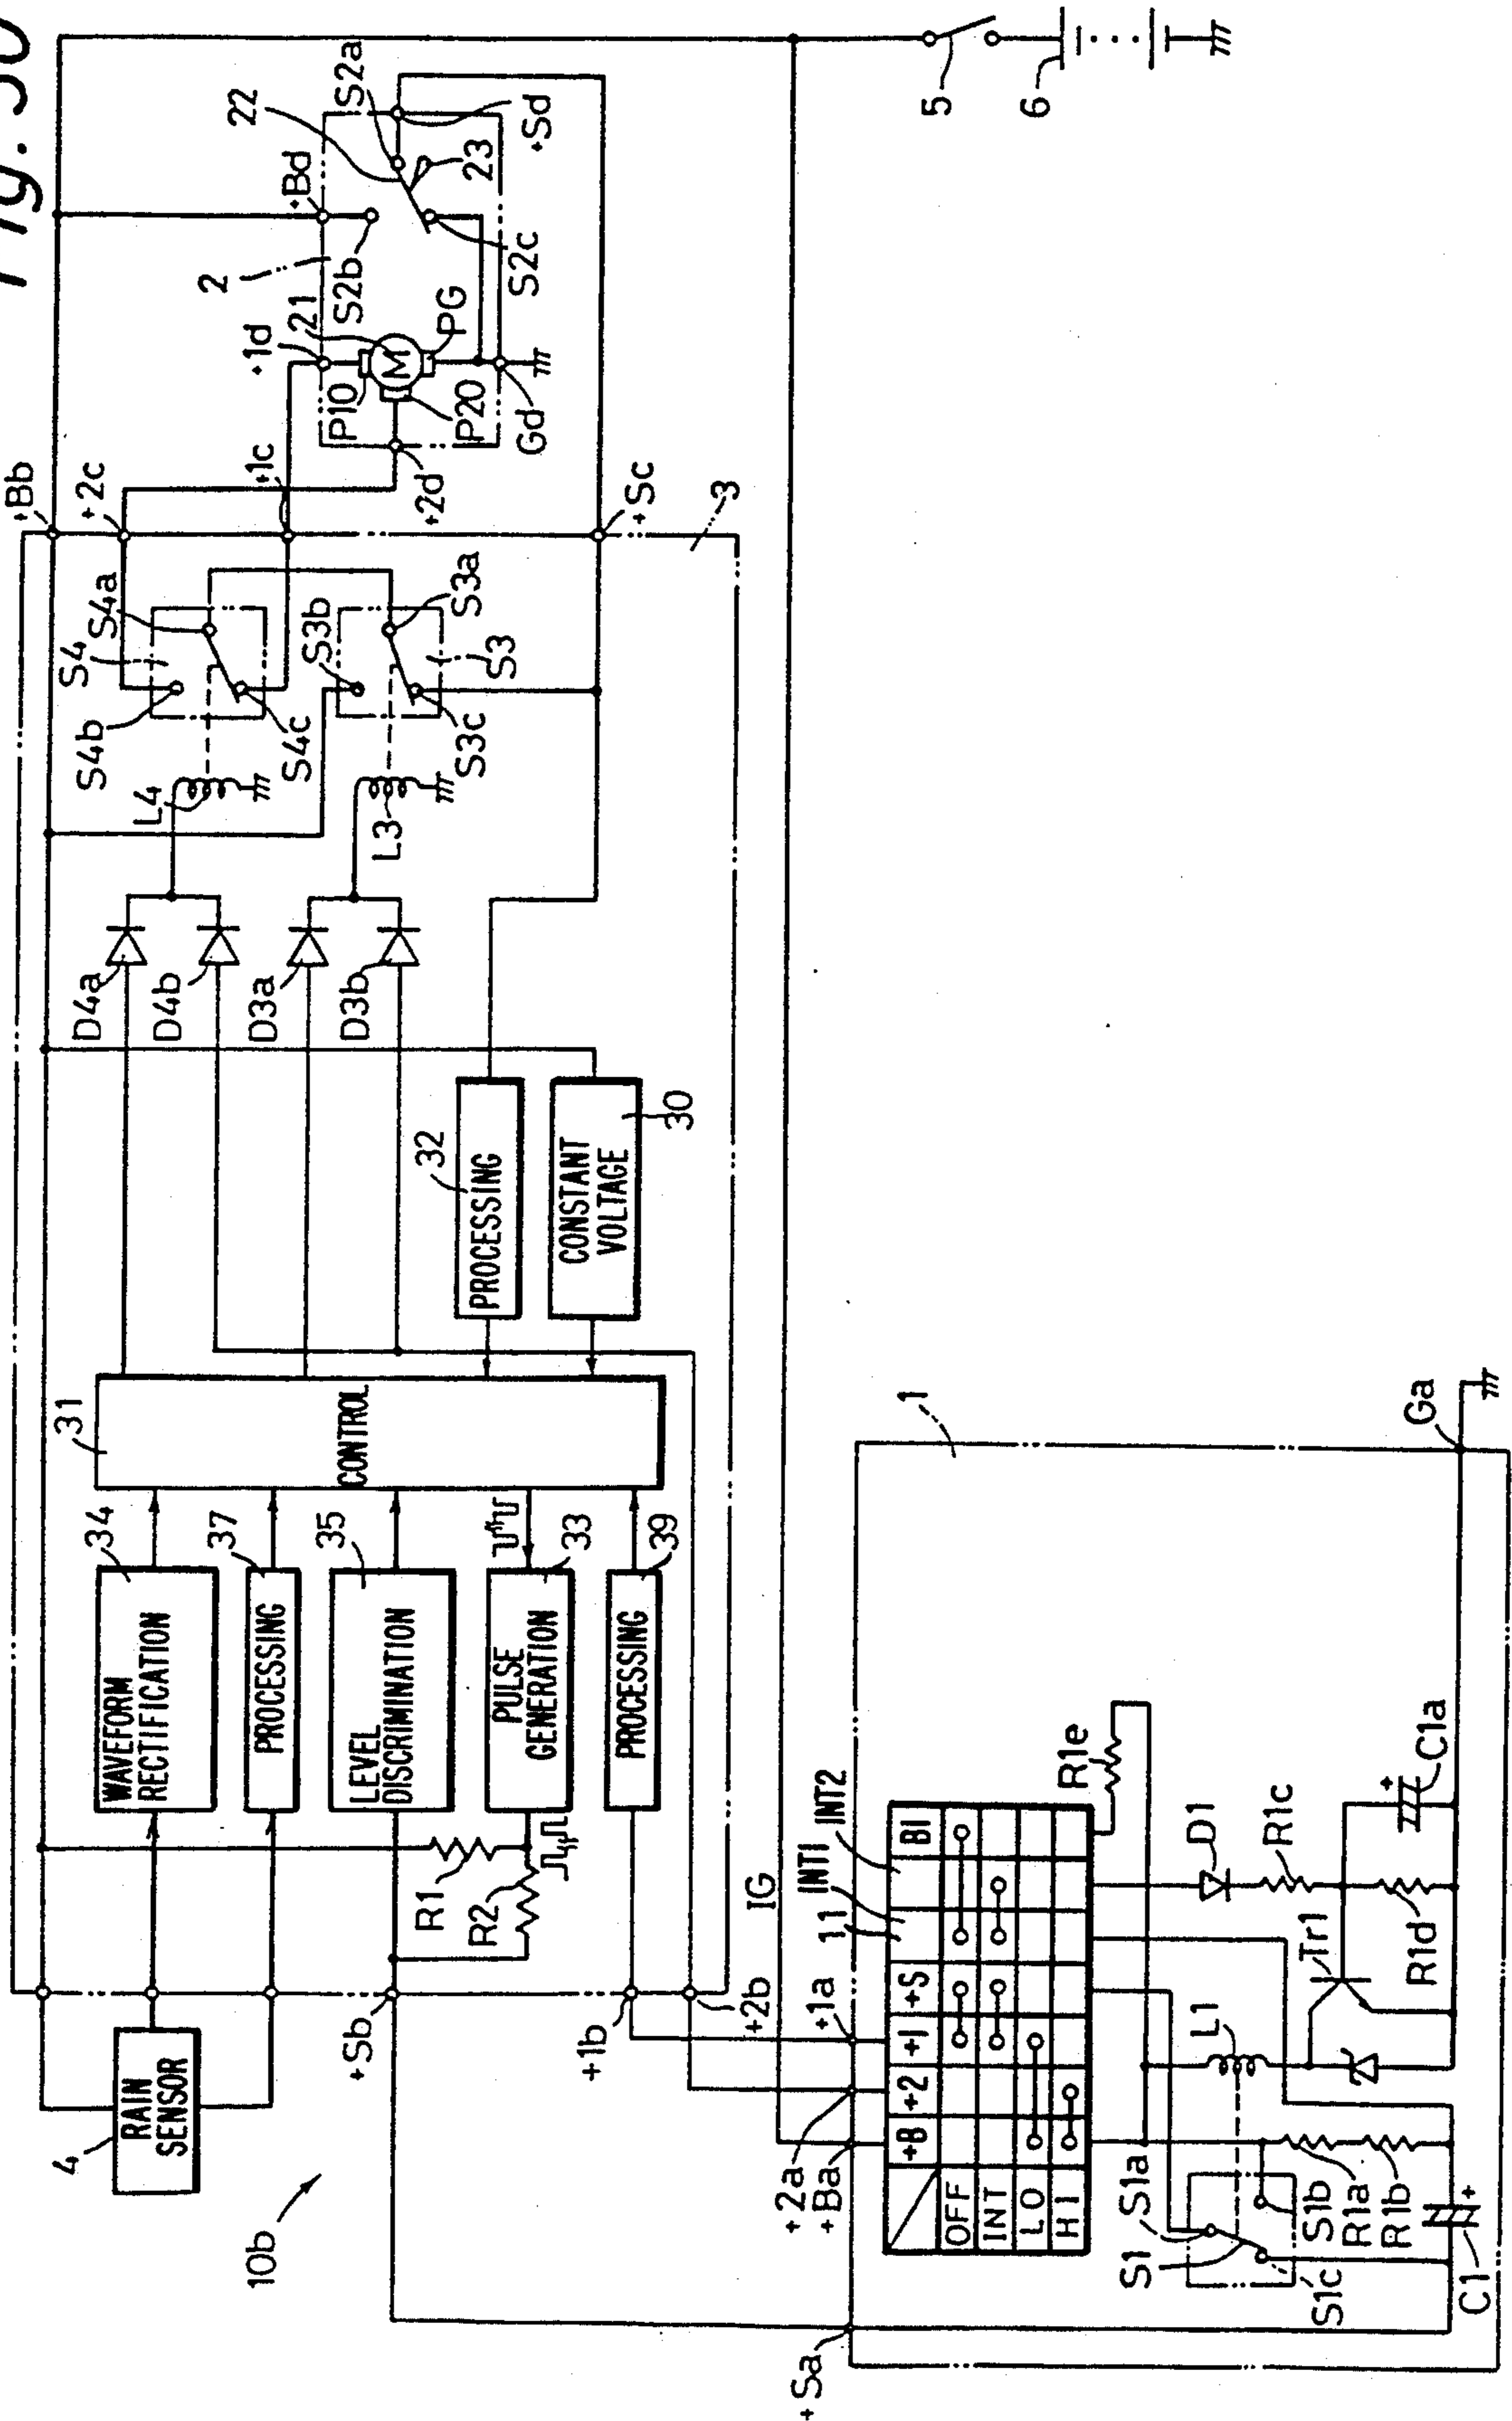 Fig. 30
10b
4
RAIN
SENSOR
WAVEFORM
RECTIFICATION
34
PROCESSING
37
LEVEL
DISCRIMINATION
35
PULSE
GENERATION
33
PROCESSING
39
R1
R2
CONTROL
31
PROCESSING
32
CONSTANT
VOLTAGE
30
D4a
D4b
D3a
D3b
L4
L3
S4
S4a
S4b
S4c
S3
S3a
S3b
S3c
3
+Bb
+2c
+1c
+Sc
+Sb
+1b
+2b
+1d
+2d
+Bd
+Sd
Gd
2
21
22
23
M
P10
P20
PG
S2a
S2b
S2c
5
6
IG
+Sa
+2a
+Ba
+1a
11
INT1
INT2
+B
+2
+1
+S
B1
OFF
INT
LO
HI
1
Ga
S1
S1a
S1b
S1c
R1a
R1b
C1
+
L1
Tr1
D1
R1c
R1d
R1e
C1a
+